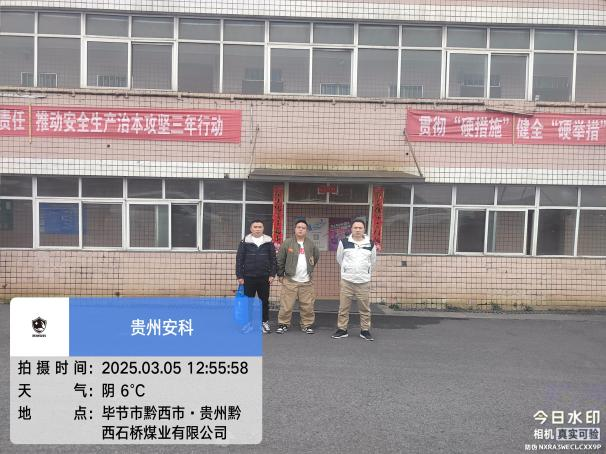 责任 推动安全生产治本攻坚三年行动
贯彻“硬措施”健全“硬举措”
贵州安科
拍摄时间：2025.03.05 12:55:58
天 气：阴 6°C
地 点：毕节市黔西市·贵州黔
西石桥煤业有限公司
今日水印
相机 真实可验
防伪 NXRA3WECLCXX9P